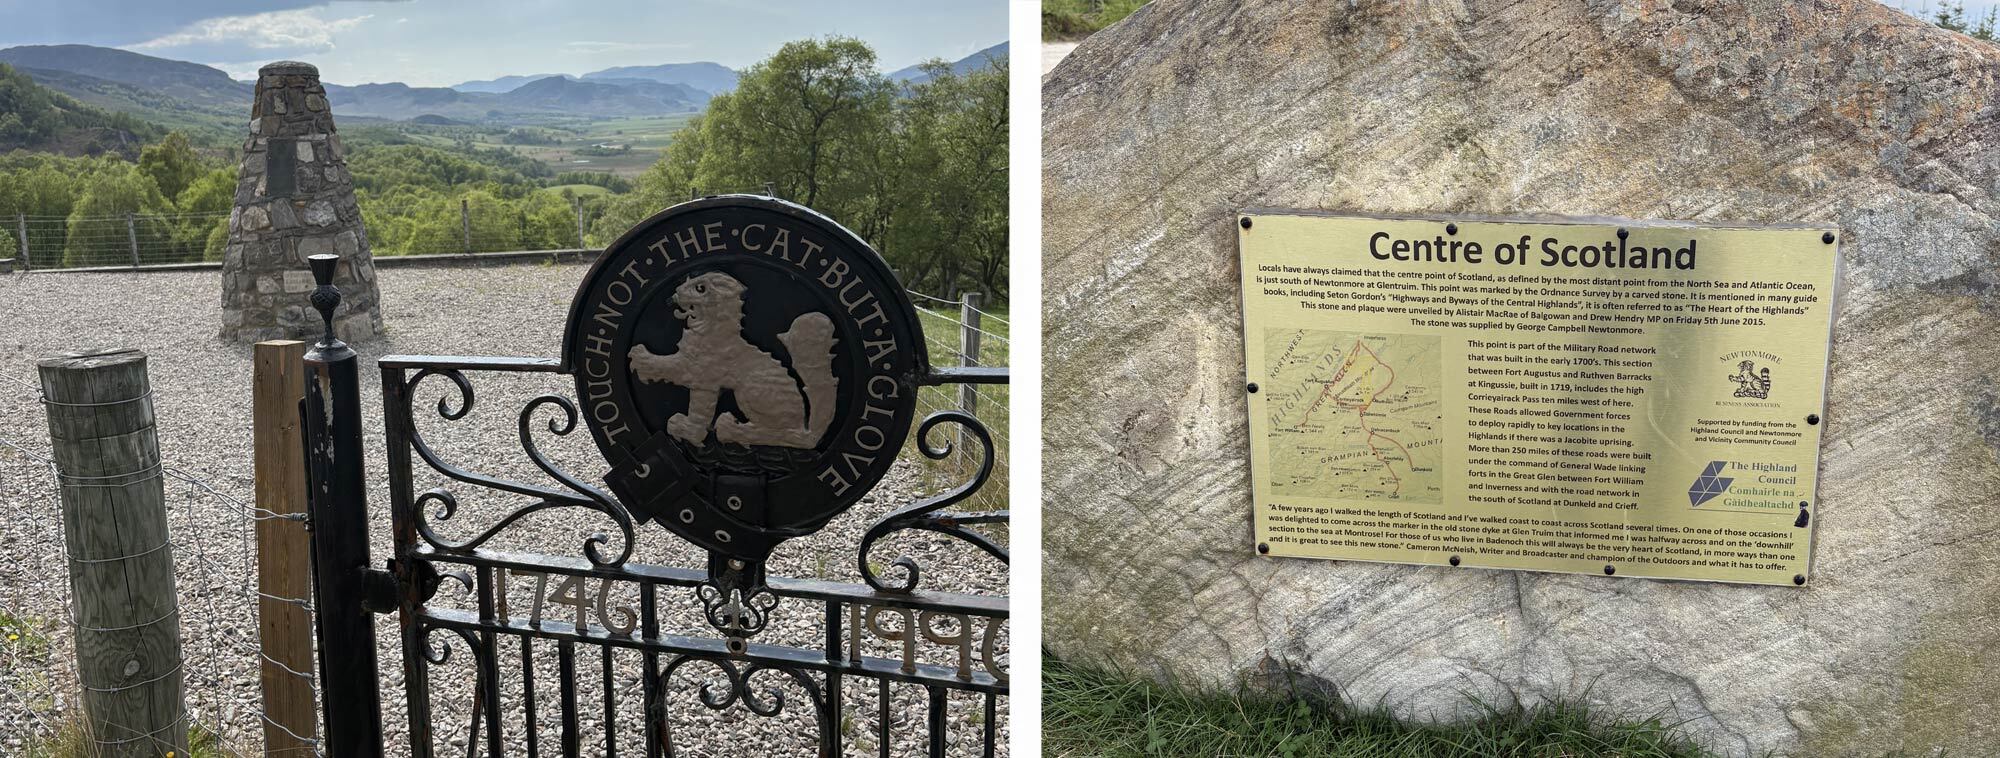 TOUCH·NOT·THE·CAT·BUT·A·GLOVE
1746
1996
Centre of Scotland
Locals have always claimed that the centre point of Scotland, as defined by the most distant point from the North Sea and Atlantic Ocean,
is just south of Newtonmore at Glentruim. This point was marked by the Ordnance Survey by a carved stone. It is mentioned in many guide
books, including Seton Gordon's "Highways and Byways of the Central Highlands", it is often referred to as "The Heart of the Highlands"
This stone and plaque were unveiled by Alistair MacRae of Balgowan and Drew Hendry MP on Friday 5th June 2015.
The stone was supplied by George Campbell Newtonmore.
NORTHWEST
HIGHLANDS
GREAT GLEN
Inverness
GRAMPIAN
MOUNT
Dunkeld
Perth
Crieff
Oban
This point is part of the Military Road network
that was built in the early 1700's. This section
between Fort Augustus and Ruthven Barracks
at Kingussie, built in 1719, includes the high
Corrieyairack Pass ten miles west of here.
These Roads allowed Government forces
to deploy rapidly to key locations in the
Highlands if there was a Jacobite uprising.
More than 250 miles of these roads were built
under the command of General Wade linking
forts in the Great Glen between Fort William
and Inverness and with the road network in
the south of Scotland at Dunkeld and Crieff.
NEWTONMORE
BUSINESS ASSOCIATION
Supported by funding from the
Highland Council and Newtonmore
and Vicinity Community Council
The Highland
Council
Comhairle na
Gàidhealtachd
"A few years ago I walked the length of Scotland and I've walked coast to coast across Scotland several times. On one of those occasions I
was delighted to come across the marker in the old stone dyke at Glen Truim that informed me I was halfway across and on the 'downhill'
section to the sea at Montrose! For those of us who live in Badenoch this will always be the very heart of Scotland, in more ways than one
and it is great to see this new stone." Cameron McNeish, Writer and Broadcaster and champion of the Outdoors and what it has to offer.